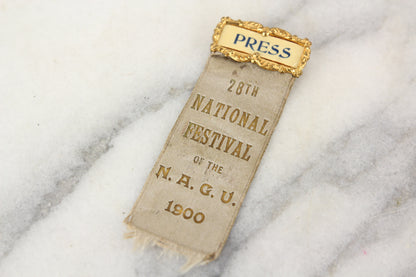 PRESS
28TH
NATIONAL
FESTIVAL
OF THE
N. A. G. U.
1900